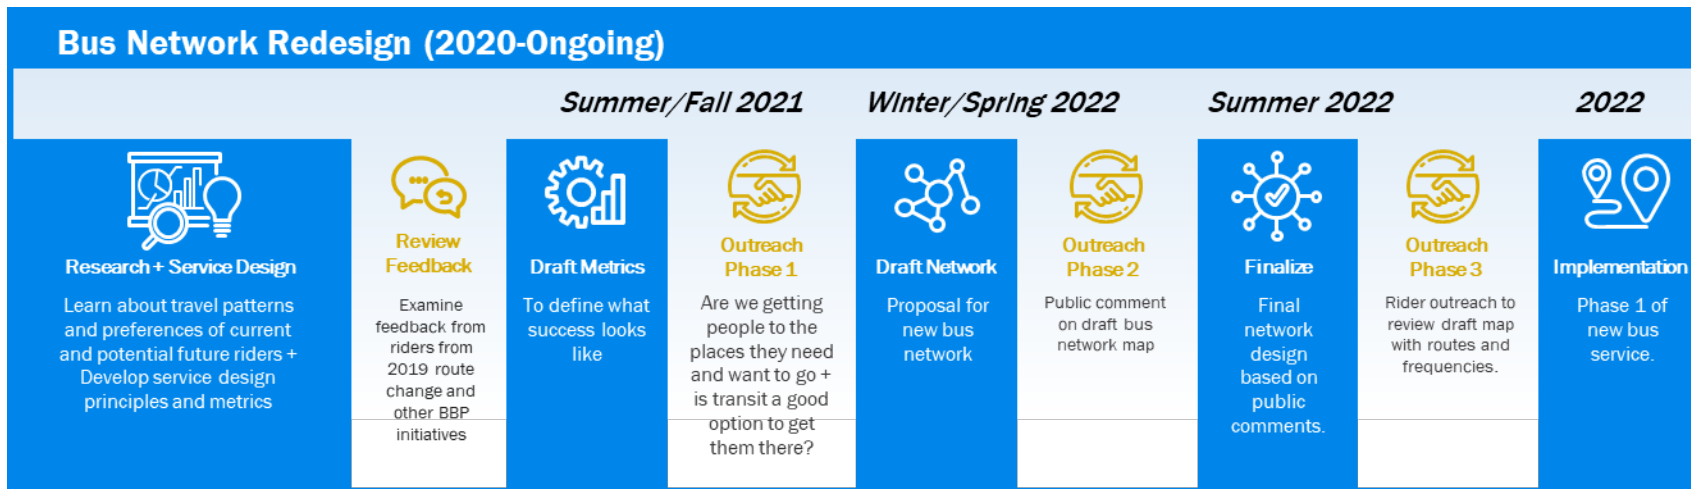 Bus Network Redesign (2020-Ongoing)
Summer/Fall 2021
Winter/Spring 2022
Summer 2022
2022
Research + Service Design
Learn about travel patterns
and preferences of current
and potential future riders +
Develop service design
principles and metrics
Review
Feedback
Examine
feedback from
riders from
2019 route
change and
other BBP
initiatives
Draft Metrics
To define what
success looks
like
Outreach
Phase 1
Are we getting
people to the
places they need
and want to go +
is transit a good
option to get
them there?
Draft Network
Proposal for
new bus
network
Outreach
Phase 2
Public comment
on draft bus
network map
Finalize
Final
network
design
based on
public
comments.
Outreach
Phase 3
Rider outreach to
review draft map
with routes and
frequencies.
Implementation
Phase 1 of
new bus
service.